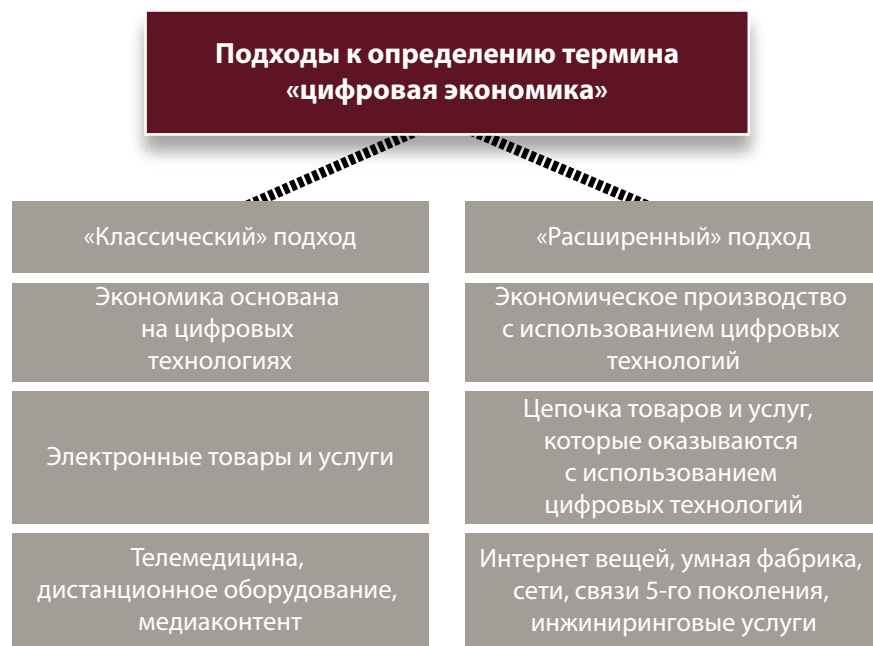 Подходы к определению термина
«цифровая экономика»
«Классический» подход
«Расширенный» подход
Экономика основана
на цифровых
технологиях
Экономическое производство
с использованием цифровых
технологий
Электронные товары и услуги
Цепочка товаров и услуг,
которые оказываются
с использованием
цифровых технологий
Телемедицина,
дистанционное оборудование,
медиаконтент
Интернет вещей, умная фабрика,
сети, связи 5-го поколения,
инжиниринговые услуги